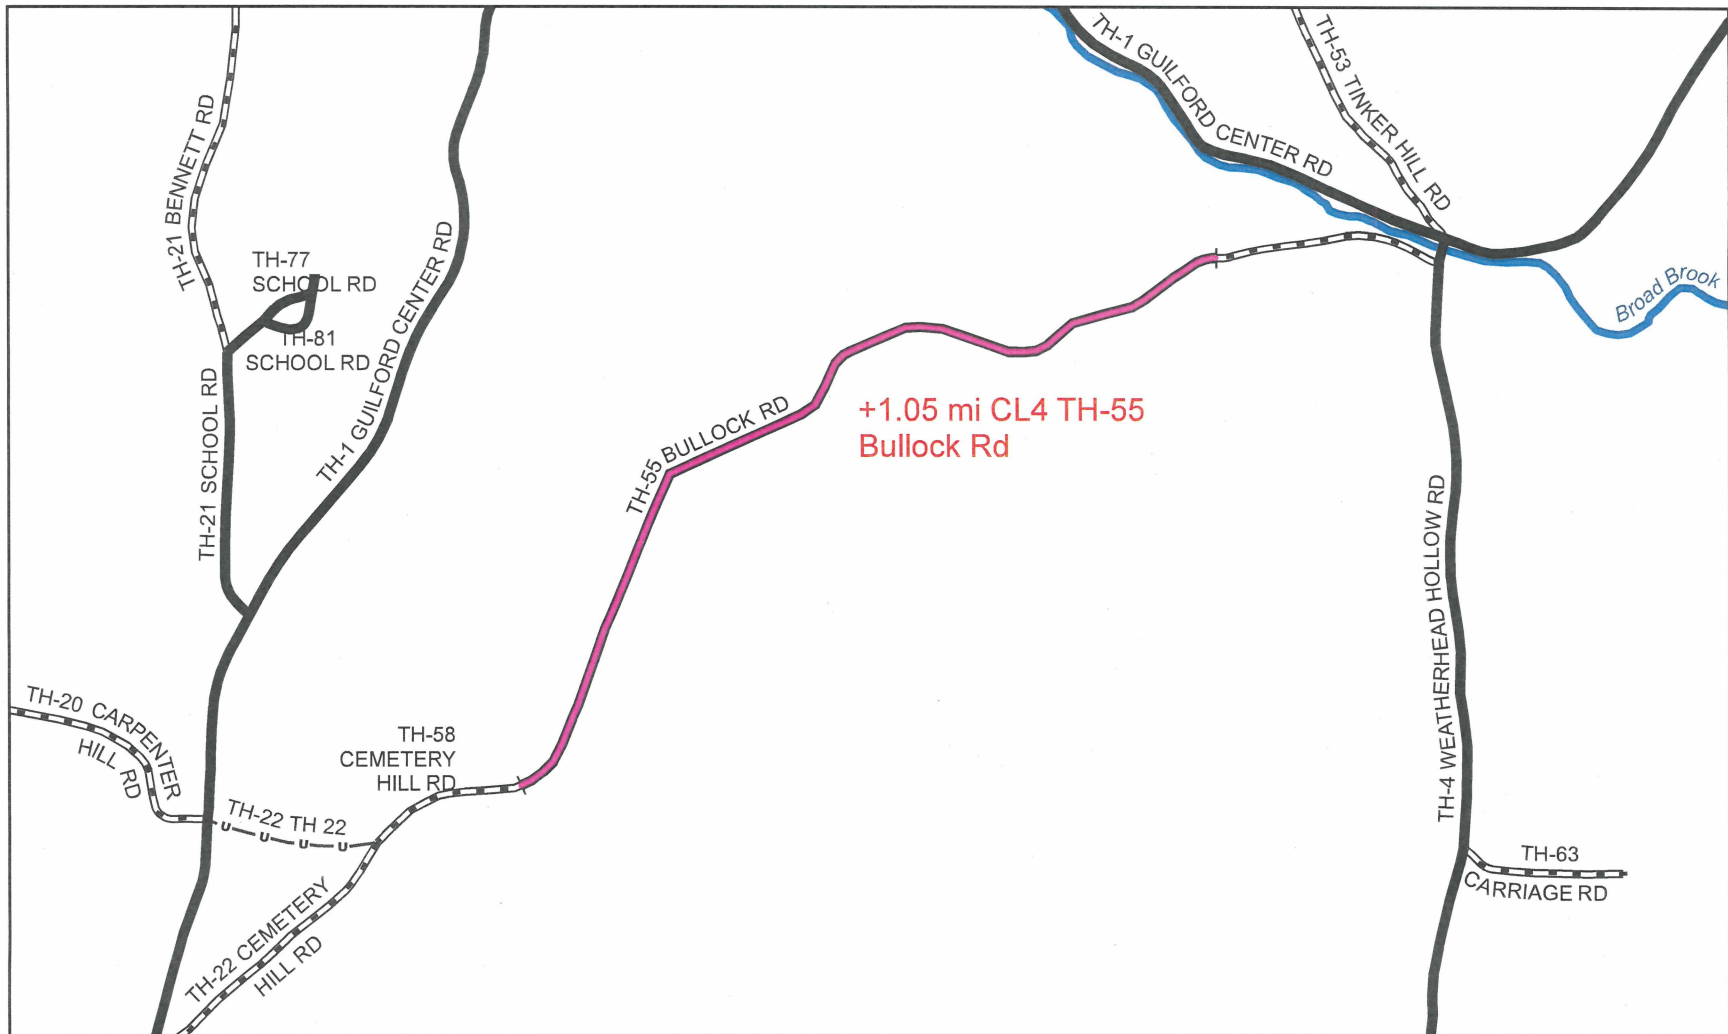 TH-21 BENNETT RD
TH-77
SCHOOL RD
TH-81
SCHOOL RD
TH-21 SCHOOL RD
TH-1 GUILFORD CENTER RD
TH-1 GUILFORD CENTER RD
TH-53 TINKER HILL RD
Broad Brook
TH-55 BULLOCK RD
+1.05 mi CL4 TH-55
Bullock Rd
TH-4 WEATHERHEAD HOLLOW RD
TH-20 CARPENTER
HILL RD
TH-58
CEMETERY
HILL RD
TH-22 TH 22
TH-22 CEMETERY
HILL RD
TH-63
CARRIAGE RD